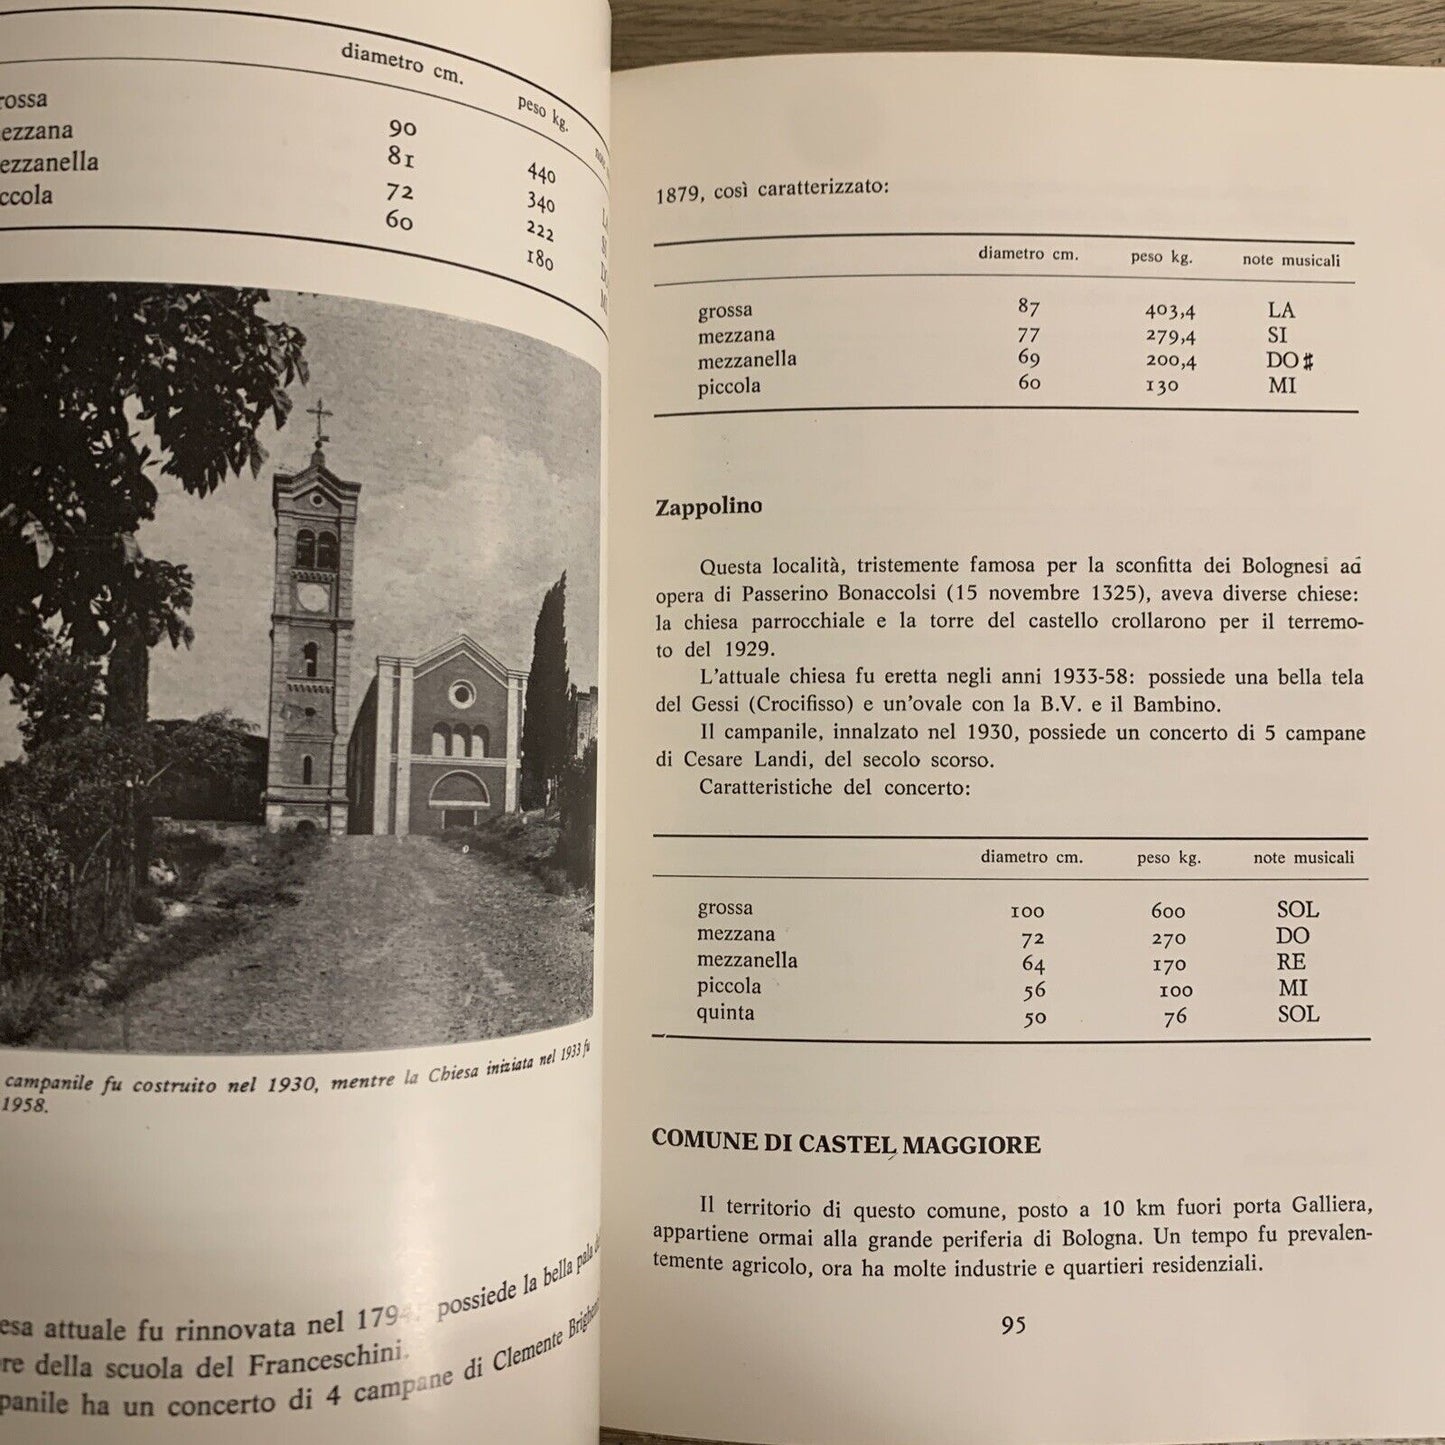 diametro cm.
peso kg.
90
440
81
340
72
222
60
180
campanile fu costruito nel 1930, mentre la Chiesa iniziata nel 1933 fu
1958.
attuale fu rinnovata nel possiede la bella pala
della scuola del Franceschini.
ha un concerto di 4 campane di Clemente
1879, così caratterizzato:
diametro cm. peso kg. note musicali
grossa 87 403,4 LA
mezzana 77 279,4 SI
mezzanella 69 200,4 DO♯
piccola 60 130 MI
Zappolino
Questa località, tristemente famosa per la sconfitta dei Bolognesi ad
opera di Passerino Bonaccolsi (15 novembre 1325), aveva diverse chiese:
la chiesa parrocchiale e la torre del castello crollarono per il terremo-
to del 1929.
L'attuale chiesa fu eretta negli anni 1933-58: possiede una bella tela
del Gessi (Crocifisso) e un'ovale con la B.V. e il Bambino.
Il campanile, innalzato nel 1930, possiede un concerto di 5 campane
di Cesare Landi, del secolo scorso.
Caratteristiche del concerto:
diametro cm. peso kg. note musicali
grossa 100 600 SOL
mezzana 72 270 DO
mezzanella 64 170 RE
piccola 56 100 MI
quinta 50 76 SOL
COMUNE DI CASTEL MAGGIORE
Il territorio di questo comune, posto a 10 km fuori porta Galliera,
appartiene ormai alla grande periferia di Bologna. Un tempo fu prevalen-
temente agricolo, ora ha molte industrie e quartieri residenziali.
95